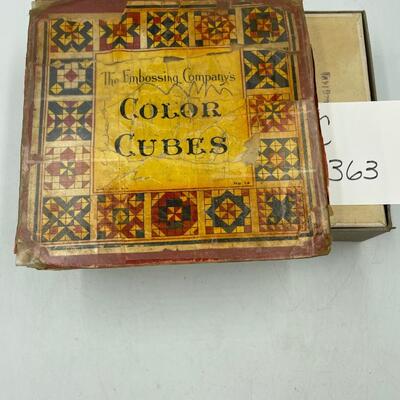 The Embossing Company's
COLOR
CUBES
C
363